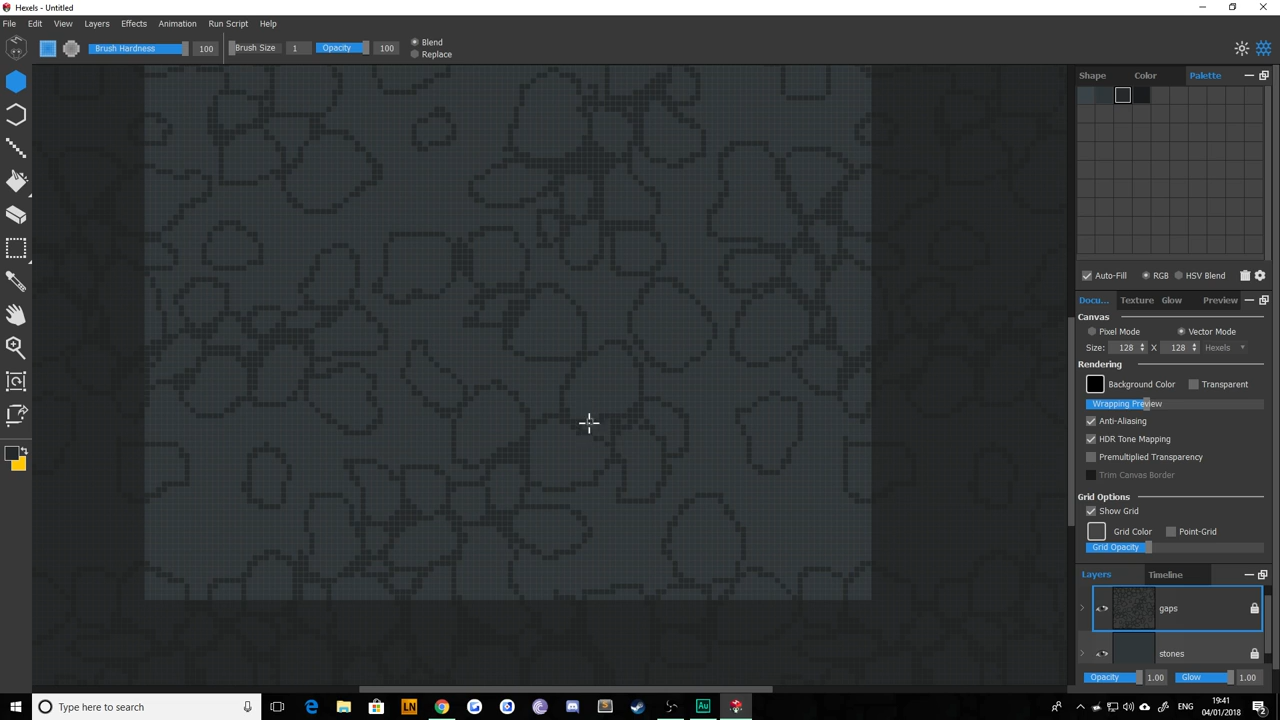 Hexels - Untitled
File Edit View Layers Effects Animation Run Script Help
Brush Hardness 100 Brush Size 1 Opacity 100
Blend
Replace
Shape Color Palette
Auto-Fill RGB HSV Blend
Docu... Texture Glow Preview
Canvas
Pixel Mode Vector Mode
Size: 128 X 128 Hexels
Rendering
Background Color Transparent
Wrapping Preview
Anti-Aliasing
HDR Tone Mapping
Premultiplied Transparency
Trim Canvas Border
Grid Options
Show Grid
Grid Color Point-Grid
Grid Opacity
Layers Timeline
gaps
stones
Opacity 1.00 Glow 1.00
Type here to search
LN
Au
ENG
19:41
04/01/2018
2